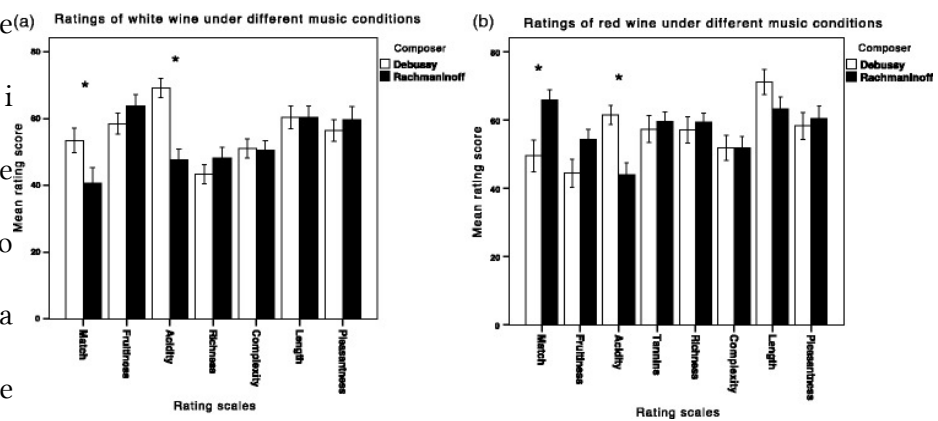 e
i
e
o
a
e
(a)
Ratings of white wine under different music conditions
Composer
Debussy
Rachmaninoff
Mean rating score
80
60
40
20
0
*
*
Match
Fruitiness
Acidity
Richness
Complexity
Length
Pleasantness
Rating scales
(b)
Ratings of red wine under different music conditions
Composer
Debussy
Rachmaninoff
Mean rating score
80
60
40
20
0
*
*
Match
Fruitiness
Acidity
Tannins
Richness
Complexity
Length
Pleasantness
Rating scales